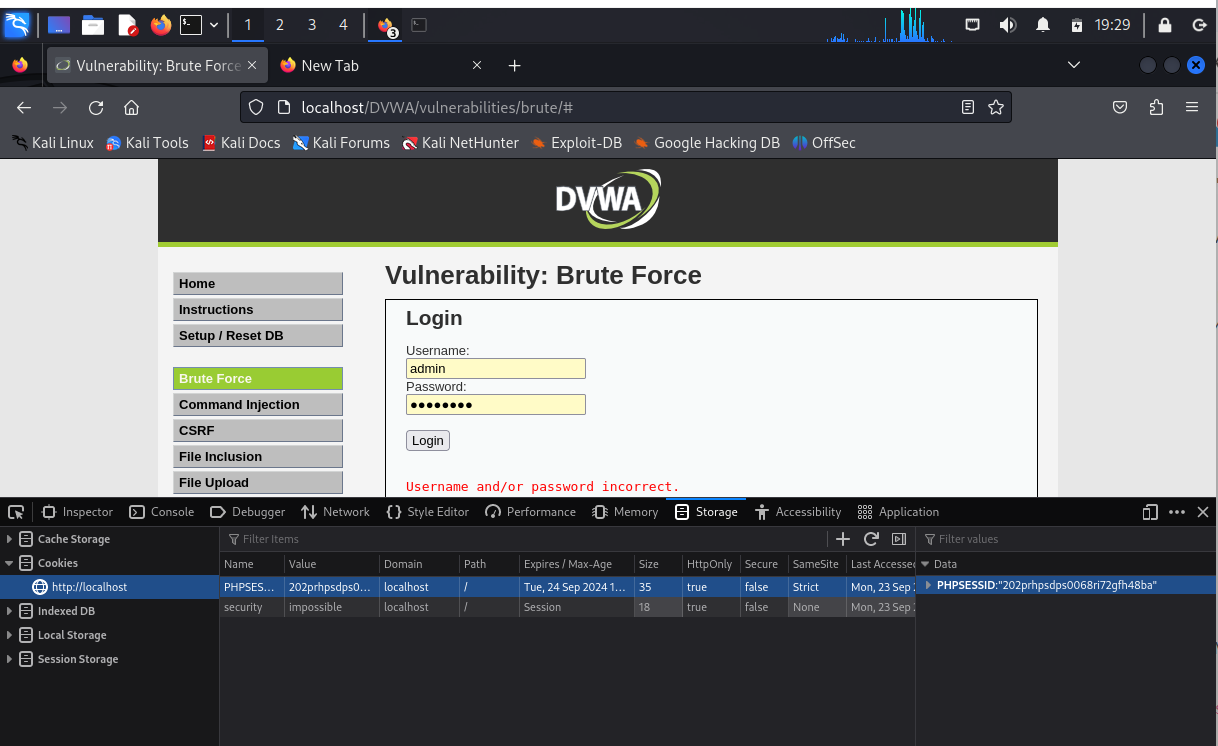 1 2 3 4 3 19:29
Vulnerability: Brute Force
New Tab
localhost/DVWA/vulnerabilities/brute/#
Kali Linux Kali Tools Kali Docs Kali Forums Kali NetHunter Exploit-DB Google Hacking DB OffSec
DVWA
Vulnerability: Brute Force
Home
Instructions
Setup / Reset DB
Brute Force
Command Injection
CSRF
File Inclusion
File Upload
Login
Username:
admin
Password:
Login
Username and/or password incorrect.
Inspector Console Debugger Network Style Editor Performance Memory Storage Accessibility Application
Cache Storage
Cookies
http://localhost
Indexed DB
Local Storage
Session Storage
Filter Items
Name Value Domain Path Expires / Max-Age Size HttpOnly Secure SameSite Last Accessed
PHPSES... 202prhpsdps0... localhost / Tue, 24 Sep 2024 1... 35 true false Strict Mon, 23 Sep
security impossible localhost / Session 18 true false None Mon, 23 Sep
Filter values
Data
PHPSESSID:"202prhpsdps0068ri72gfh48ba"